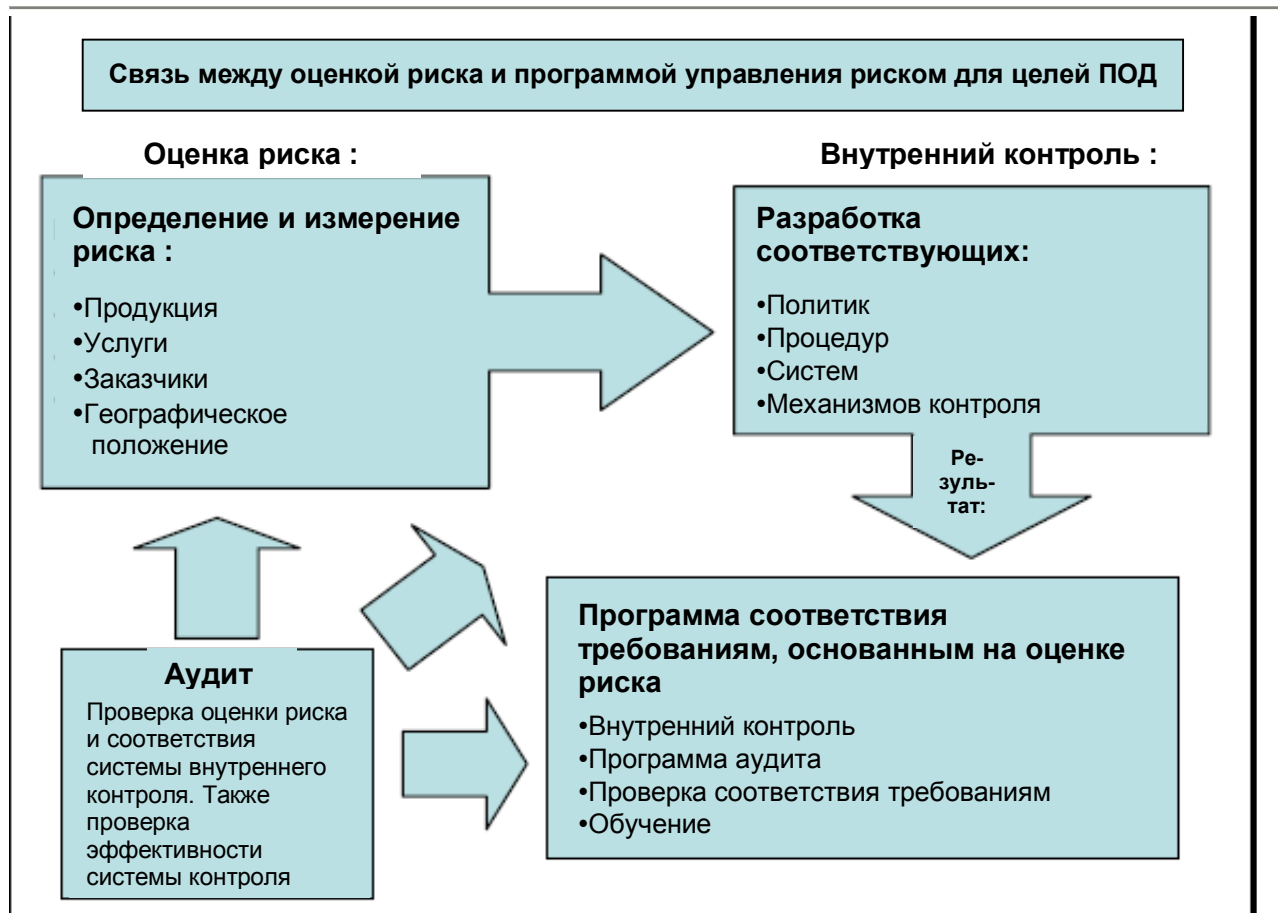 Связь между оценкой риска и программой управления риском для целей ПОД
Оценка риска :
Определение и измерение
риска :
•Продукция
•Услуги
•Заказчики
•Географическое
положение
Внутренний контроль :
Разработка
соответствующих:
•Политик
•Процедур
•Систем
•Механизмов контроля
Ре-
зуль-
тат:
Аудит
Проверка оценки риска
и соответствия
системы внутреннего
контроля. Также
проверка
эффективности
системы контроля
Программа соответствия
требованиям, основанным на оценке
риска
•Внутренний контроль
•Программа аудита
•Проверка соответствия требованиям
•Обучение